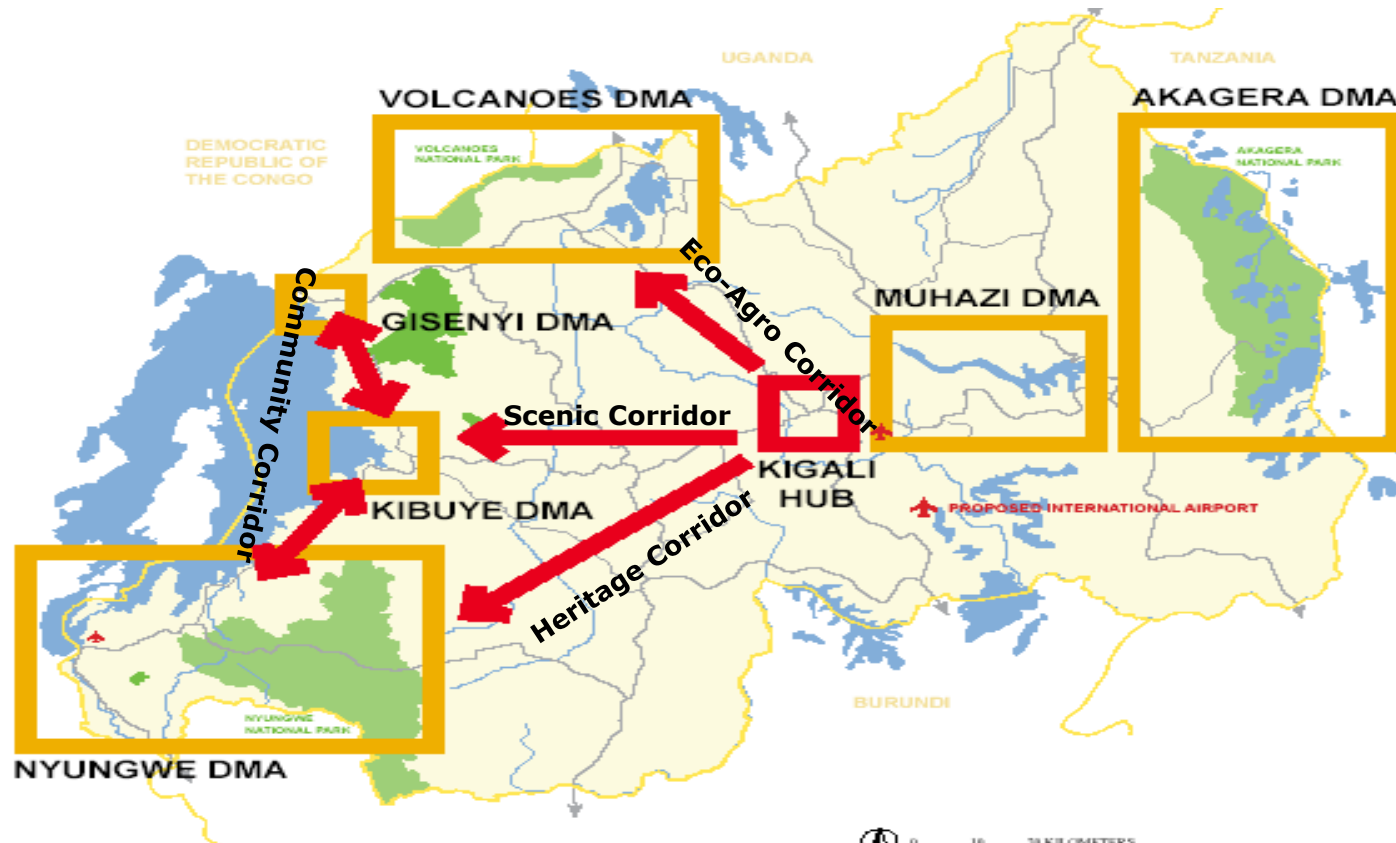 UGANDA
TANZANIA
VOLCANOES DMA
AKAGERA DMA
DEMOCRATIC
REPUBLIC OF
THE CONGO
VOLCANOES
NATIONAL PARK
AKAGERA
NATIONAL PARK
Eco-Agro Corridor
Community Corridor
GISENYI DMA
MUHAZI DMA
Scenic Corridor
KIGALI
HUB
KIBUYE DMA
PROPOSED INTERNATIONAL AIRPORT
Heritage Corridor
BURUNDI
NYUNGWE
NATIONAL PARK
NYUNGWE DMA
KILOMETERS